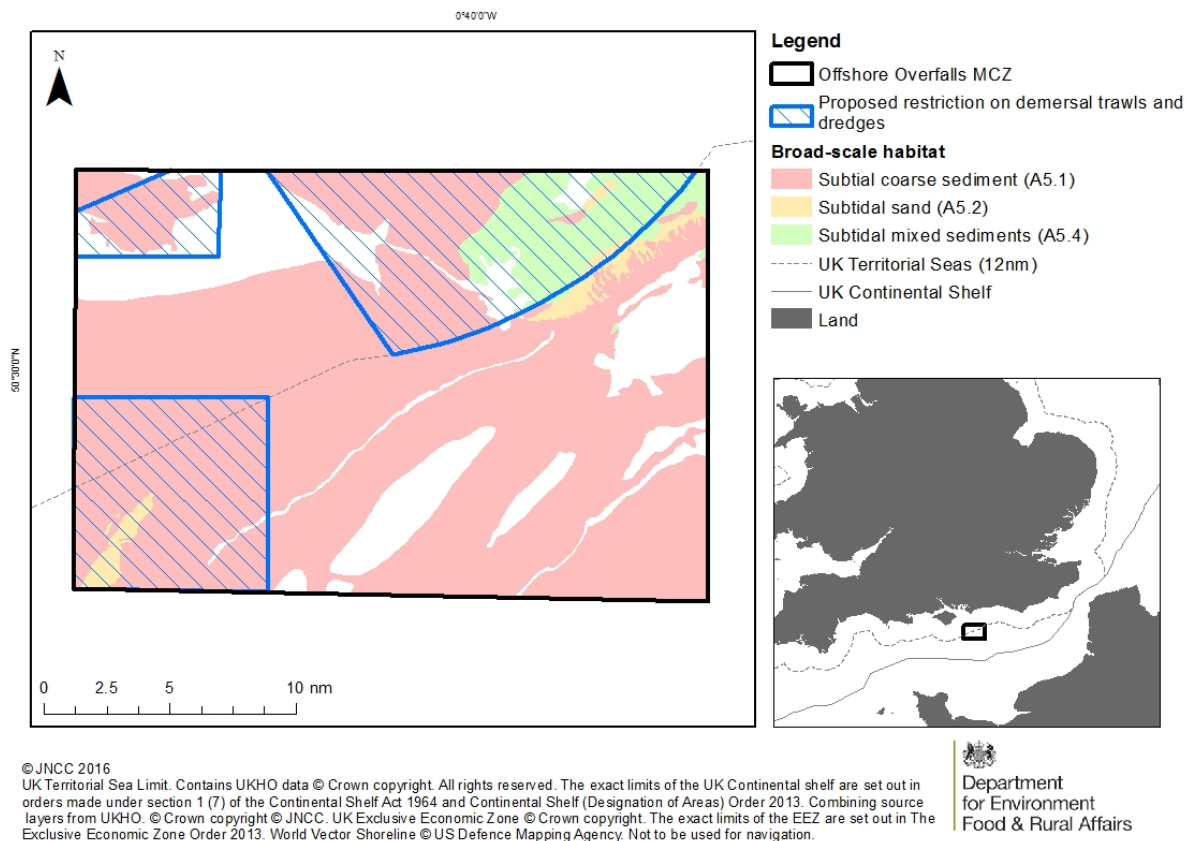 0°40'0"W
N
50°30'0"N
0 2.5 5 10 nm
Legend
Offshore Overfalls MCZ
Proposed restriction on demersal trawls and
dredges
Broad-scale habitat
Subtial coarse sediment (A5.1)
Subtidal sand (A5.2)
Subtidal mixed sediments (A5.4)
UK Territorial Seas (12nm)
UK Continental Shelf
Land
© JNCC 2016
UK Territorial Sea Limit. Contains UKHO data © Crown copyright. All rights reserved. The exact limits of the UK Continental shelf are set out in
orders made under section 1 (7) of the Continental Shelf Act 1964 and Continental Shelf (Designation of Areas) Order 2013. Combining source
layers from UKHO. © Crown copyright © JNCC. UK Exclusive Economic Zone © Crown copyright. The exact limits of the EEZ are set out in The
Exclusive Economic Zone Order 2013. World Vector Shoreline © US Defence Mapping Agency. Not to be used for navigation.
Department
for Environment
Food & Rural Affairs